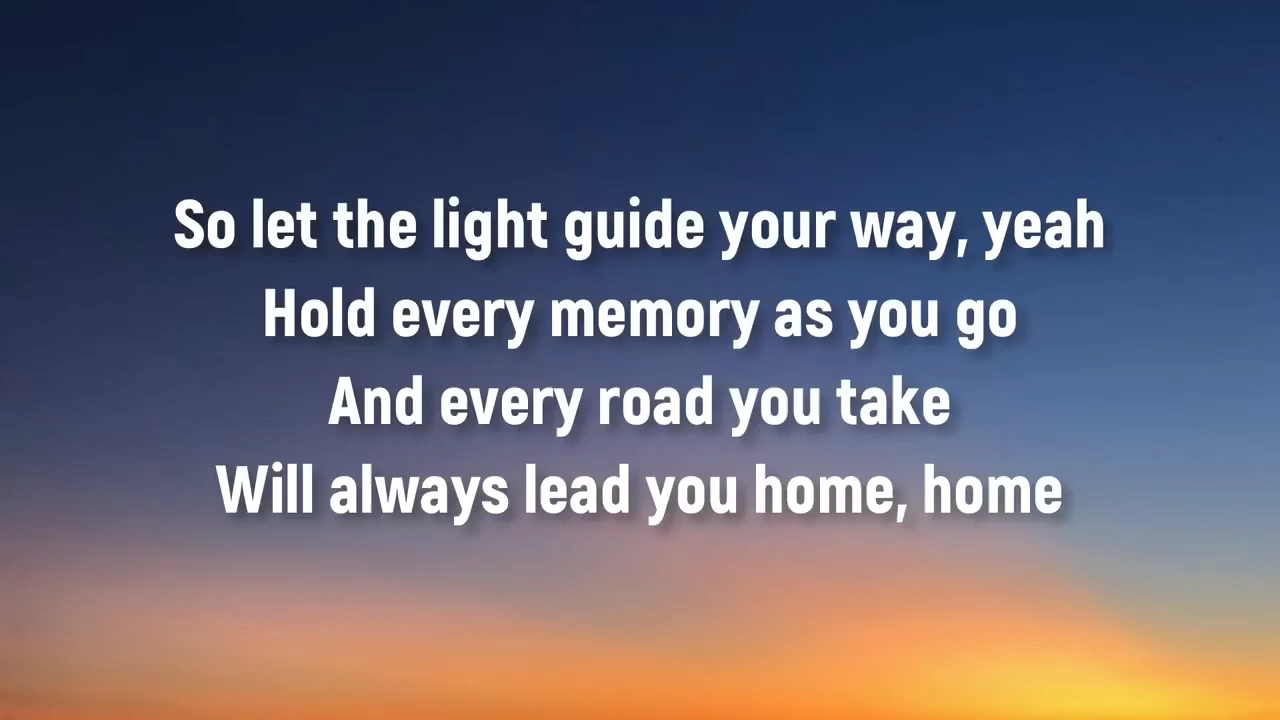 So let the light guide your way, yeah
Hold every memory as you go
And every road you take
Will always lead you home, home